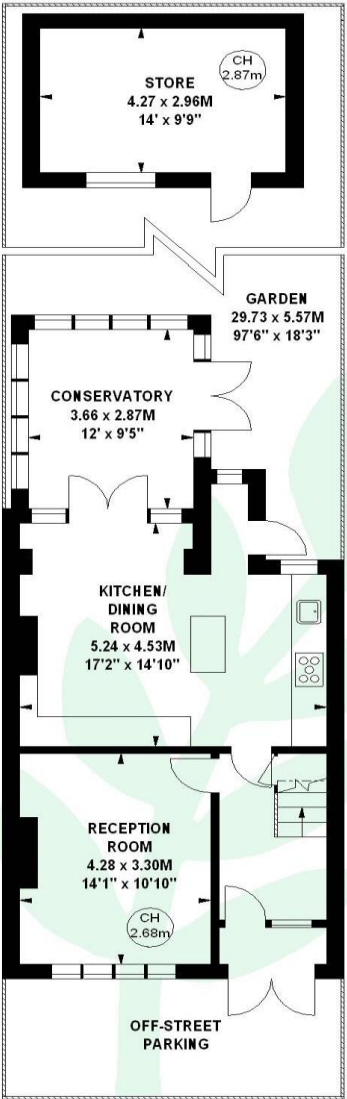 CH
2.87m
STORE
4.27 x 2.96M
14' x 9'9"
GARDEN
29.73 x 5.57M
97'6" x 18'3"
CONSERVATORY
3.66 x 2.87M
12' x 9'5"
KITCHEN/
DINING
ROOM
5.24 x 4.53M
17'2" x 14'10"
RECEPTION
ROOM
4.28 x 3.30M
14'1" x 10'10"
CH
2.68m
OFF-STREET
PARKING